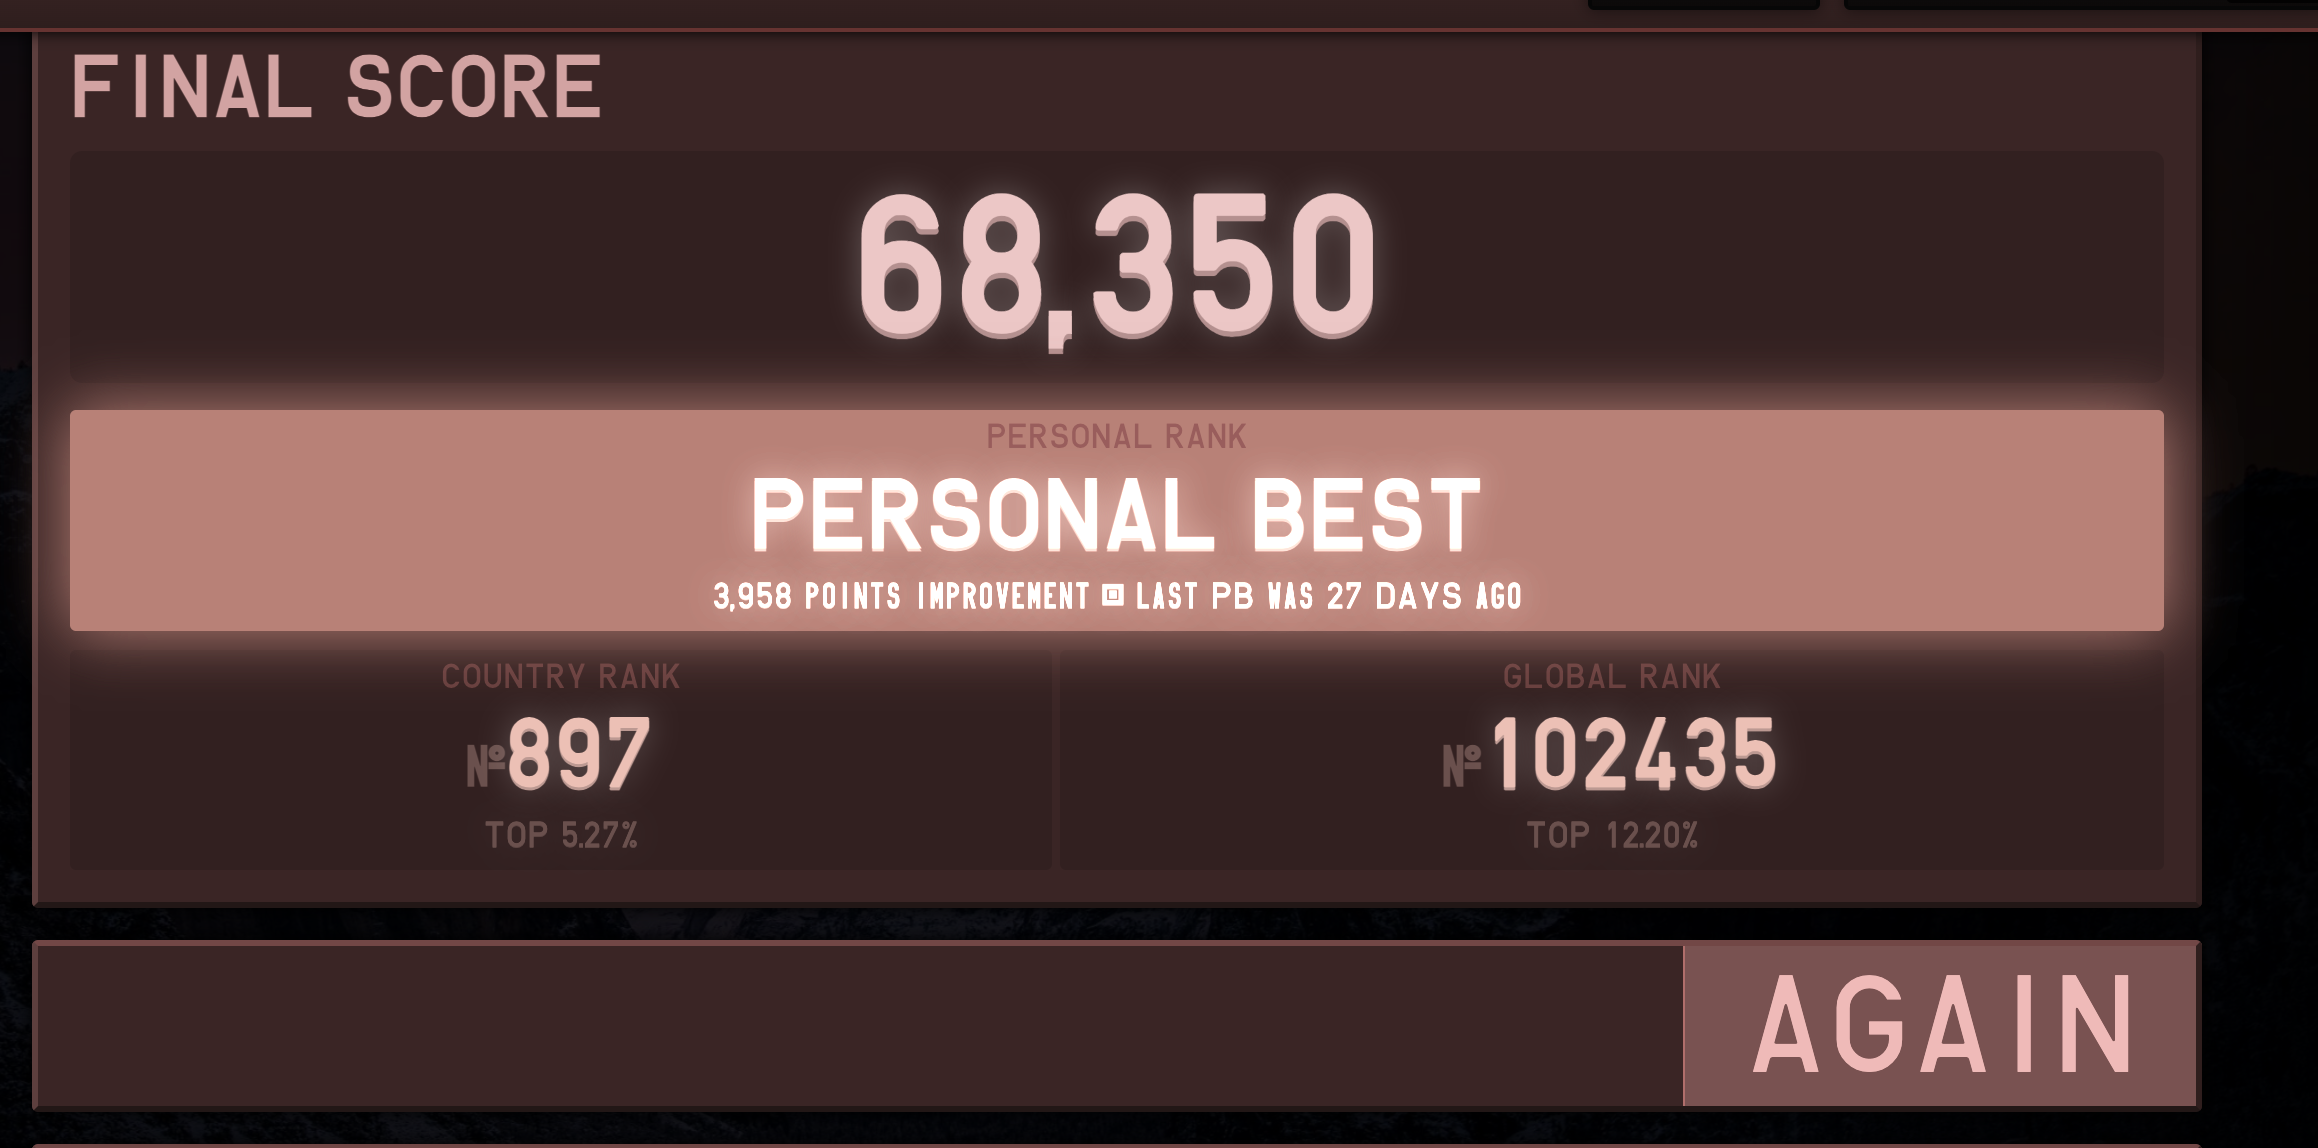 FINAL SCORE
68,350
PERSONAL RANK
PERSONAL BEST
3,958 POINTS IMPROVEMENT LAST PB WAS 27 DAYS AGO
COUNTRY RANK
№897
TOP 5.27%
GLOBAL RANK
№102435
TOP 12.20%
AGAIN